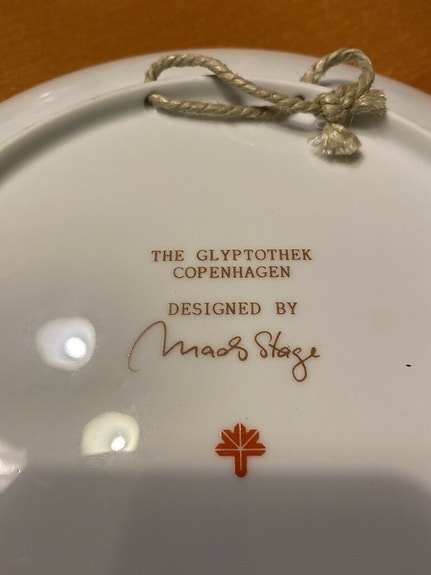 THE GLYPTOTHEK
COPENHAGEN
DESIGNED BY
Mads Stage